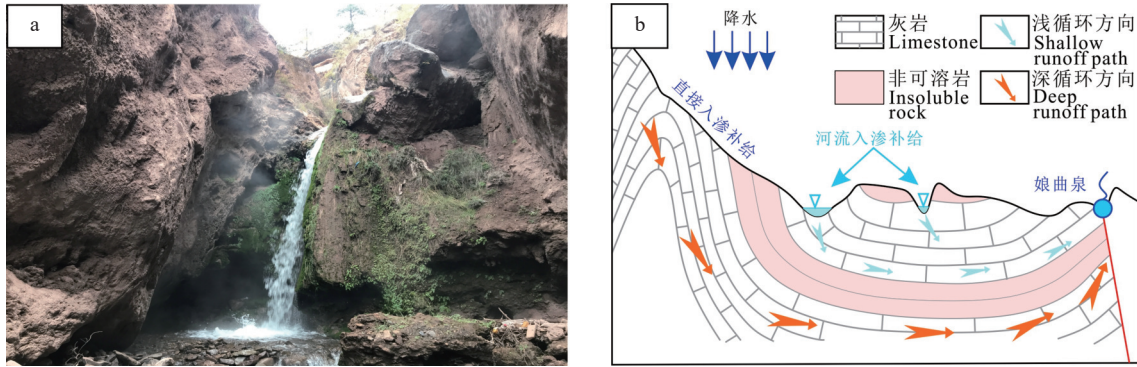 a
b
降水
灰岩
Limestone
浅循环方向
Shallow
runoff path
非可溶岩
Insoluble
rock
深循环方向
Deep
runoff path
直接入渗补给
河流入渗补给
娘曲泉